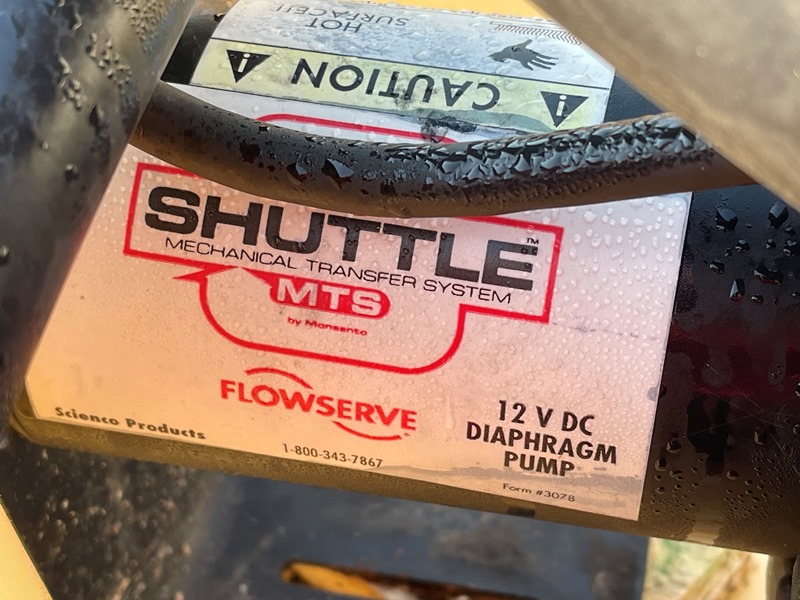 HOT
SURFACE!
CAUTION
SHUTTLE™
MECHANICAL TRANSFER SYSTEM
MTS
by Monsanto
FLOWSERVE
Scienco Products
1-800-343-7867
12 V DC
DIAPHRAGM
PUMP
Form #3078